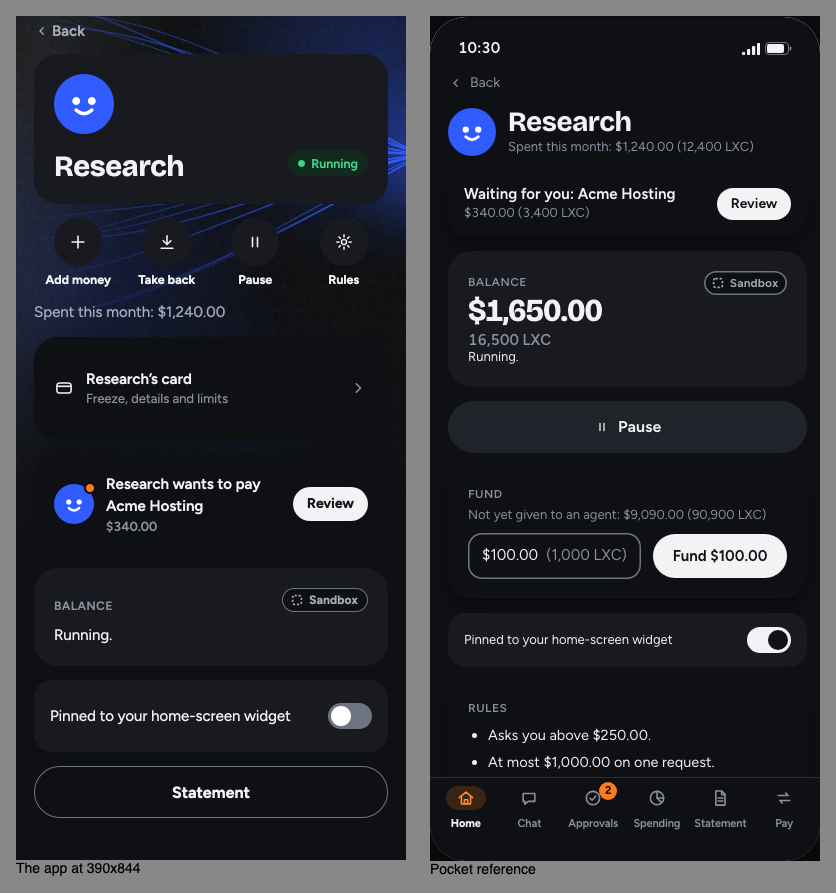 Back
Research
Running
Add money
Take back
Pause
Rules
Spent this month: $1,240.00
Research's card
Freeze, details and limits
Research wants to pay
Acme Hosting
$340.00
Review
BALANCE
Sandbox
Running.
Pinned to your home-screen widget
Statement
The app at 390x844
10:30
Back
Research
Spent this month: $1,240.00 (12,400 LXC)
Waiting for you: Acme Hosting
$340.00 (3,400 LXC)
Review
BALANCE
Sandbox
$1,650.00
16,500 LXC
Running.
Pause
FUND
Not yet given to an agent: $9,090.00 (90,900 LXC)
$100.00 (1,000 LXC)
Fund $100.00
Pinned to your home-screen widget
RULES
• Asks you above $250.00.
• At most $1,000.00 on one request.
2
Home
Chat
Approvals
Spending
Statement
Pay
Pocket reference